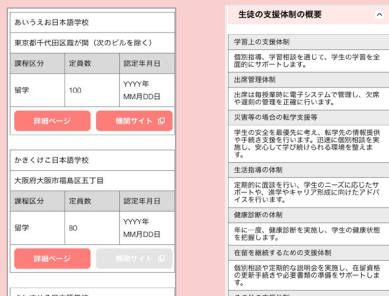 あいうえお日本語学校
東京都千代田区霞が関（次のビルを除く）
課程区分 定員数 認定年月日
留学 100 YYYY年
MM月DD日
詳細ページ 機関サイト
かきくけこ日本語学校
大阪府大阪市福島区五丁目
課程区分 定員数 認定年月日
留学 80 YYYY年
MM月DD日
詳細ページ 機関サイト
生徒の支援体制の概要
学習上の支援体制
個別指導、学習相談を通じて、学生の学習を全
面的にサポートします。
出席管理体制
出席は毎授業時に電子システムで管理し、欠席
や遅刻の管理を正確に行います。
災害等の場合の転学支援等
学生の安全を最優先に考え、転学先の情報提供
や手続き支援を行います。迅速に個別相談を実
施し、安心して学び続けられる環境を整えま
す。
生活指導の体制
定期的に面談を行い、学生のニーズに応じたサ
ポートや、進学やキャリア形成に向けたアドバ
イスを行います。
健康診断の体制
年に一度、健康診断を実施し、学生の健康状態
を把握します。
在留を継続するための支援体制
個別相談や定期的な説明会を実施し、在留資格
の更新手続きや必要書類の準備をサポートしま
す。